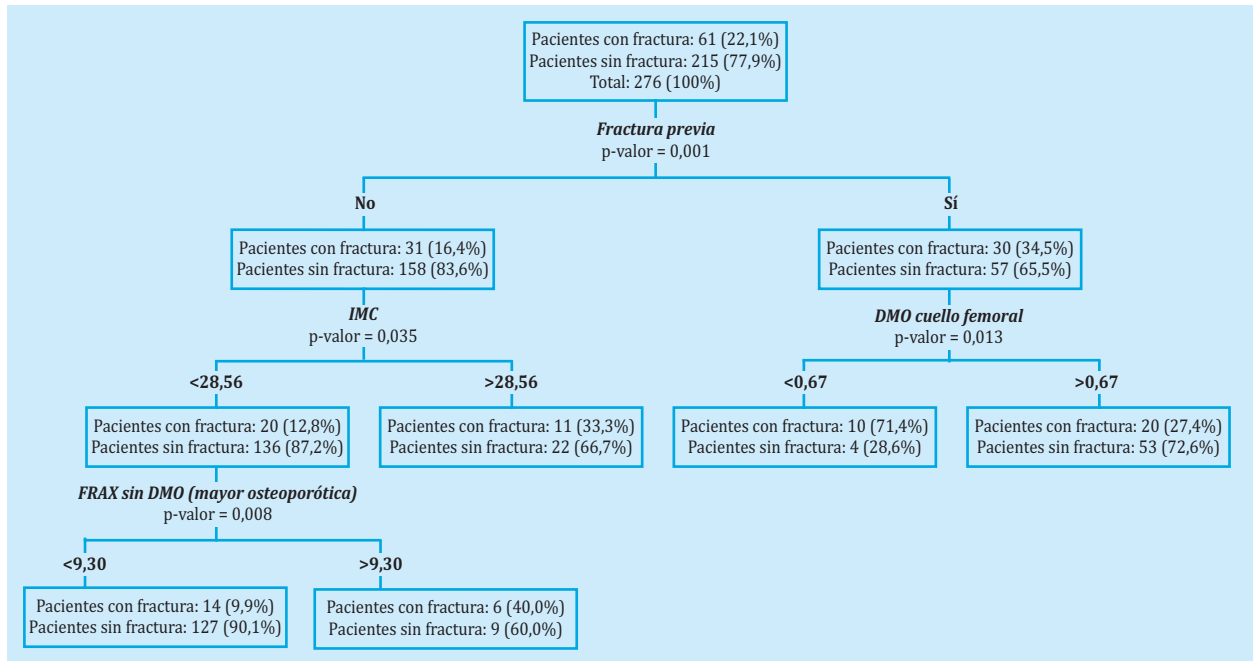 Pacientes con fractura: 61 (22,1%)
Pacientes sin fractura: 215 (77,9%)
Total: 276 (100%)
Fractura previa
p-valor = 0,001
No
Sí
Pacientes con fractura: 31 (16,4%)
Pacientes sin fractura: 158 (83,6%)
Pacientes con fractura: 30 (34,5%)
Pacientes sin fractura: 57 (65,5%)
IMC
p-valor = 0,035
DMO cuello femoral
p-valor = 0,013
<28,56
>28,56
<0,67
>0,67
Pacientes con fractura: 20 (12,8%)
Pacientes sin fractura: 136 (87,2%)
Pacientes con fractura: 11 (33,3%)
Pacientes sin fractura: 22 (66,7%)
Pacientes con fractura: 10 (71,4%)
Pacientes sin fractura: 4 (28,6%)
Pacientes con fractura: 20 (27,4%)
Pacientes sin fractura: 53 (72,6%)
FRAX sin DMO (mayor osteoporótica)
p-valor = 0,008
<9,30
>9,30
Pacientes con fractura: 14 (9,9%)
Pacientes sin fractura: 127 (90,1%)
Pacientes con fractura: 6 (40,0%)
Pacientes sin fractura: 9 (60,0%)